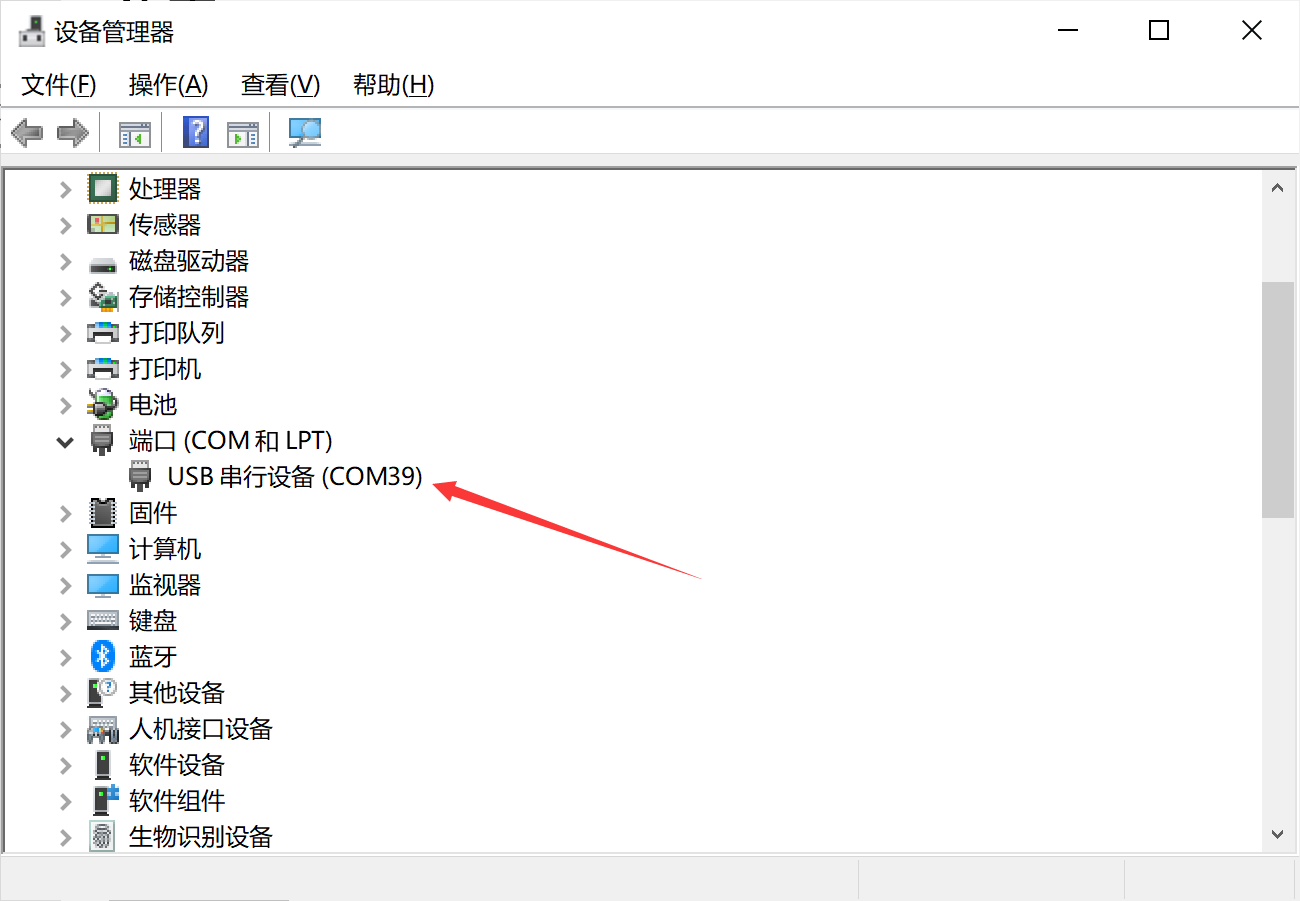 设备管理器
文件(F) 操作(A) 查看(V) 帮助(H)
处理器
传感器
磁盘驱动器
存储控制器
打印队列
打印机
电池
端口 (COM 和 LPT)
USB 串行设备 (COM39)
固件
计算机
监视器
键盘
蓝牙
其他设备
人机接口设备
软件设备
软件组件
生物识别设备